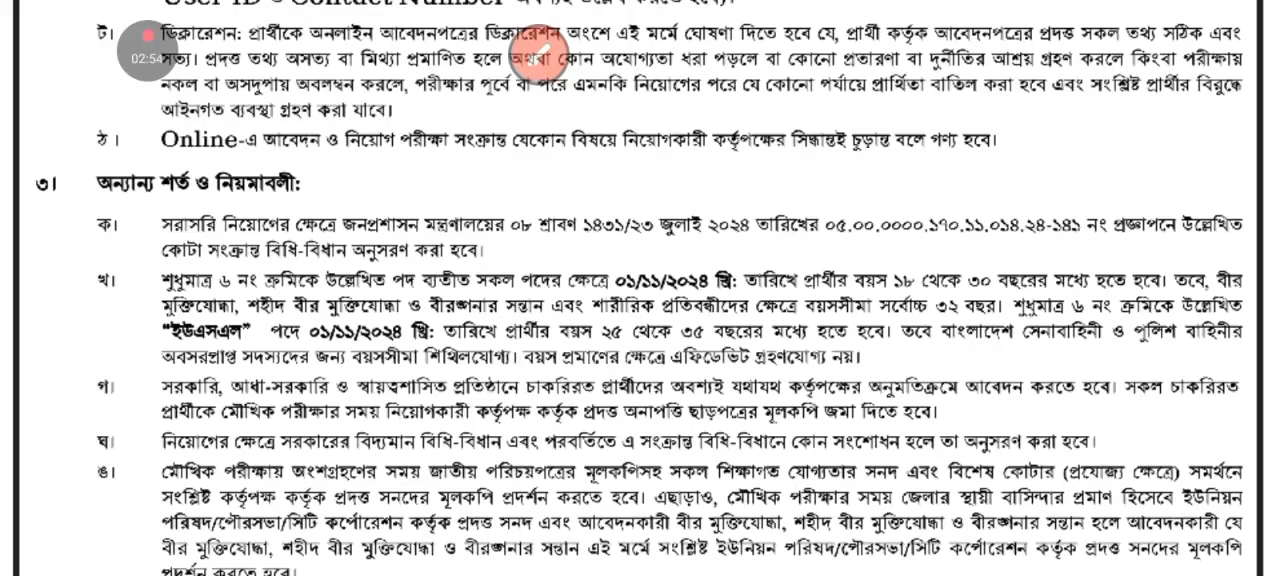 User ID ও Contact Number অবশ্যই উল্লেখ করতে হবে।
ট। ডিক্লারেশন: প্রার্থীকে অনলাইন আবেদনপত্রের ডিক্লারেশন অংশে এই মর্মে ঘোষণা দিতে হবে যে, প্রার্থী কর্তৃক আবেদনপত্রের প্রদত্ত সকল তথ্য সঠিক এবং
02:54 সত্য। প্রদত্ত তথ্য অসত্য বা মিথ্যা প্রমাণিত হলে অথবা কোন অযোগ্যতা ধরা পড়লে বা কোনো প্রতারণা বা দুর্নীতির আশ্রয় গ্রহণ করলে কিংবা পরীক্ষায়
নকল বা অসদুপায় অবলম্বন করলে, পরীক্ষার পূর্বে বা পরে এমনকি নিয়োগের পরে যে কোনো পর্যায়ে প্রার্থিতা বাতিল করা হবে এবং সংশ্লিষ্ট প্রার্থীর বিরুদ্ধে
আইনগত ব্যবস্থা গ্রহণ করা যাবে।
ঠ। Online-এ আবেদন ও নিয়োগ পরীক্ষা সংক্রান্ত যেকোন বিষয়ে নিয়োগকারী কর্তৃপক্ষের সিদ্ধান্তই চুড়ান্ত বলে গণ্য হবে।
৩। অন্যান্য শর্ত ও নিয়মাবলী:
ক। সরাসরি নিয়োগের ক্ষেত্রে জনপ্রশাসন মন্ত্রণালয়ের ০৮ শ্রাবণ ১৪৩১/২৩ জুলাই ২০২৪ তারিখের ০৫.০০.০০০০.১৭০.১১.০১৪.২৪-১৪১ নং প্রজ্ঞাপনে উল্লেখিত
কোটা সংক্রান্ত বিধি-বিধান অনুসরণ করা হবে।
খ। শুধুমাত্র ৬ নং ক্রমিকে উল্লেখিত পদ ব্যতীত সকল পদের ক্ষেত্রে ০১/১১/২০২৪ খ্রি: তারিখে প্রার্থীর বয়স ১৮ থেকে ৩০ বছরের মধ্যে হতে হবে। তবে, বীর
মুক্তিযোদ্ধা, শহীদ বীর মুক্তিযোদ্ধা ও বীরঙ্গনার সন্তান এবং শারীরিক প্রতিবন্ধীদের ক্ষেত্রে বয়সসীমা সর্বোচ্চ ৩২ বছর। শুধুমাত্র ৬ নং ক্রমিকে উল্লেখিত
“ইউএসএল” পদে ০১/১১/২০২৪ খ্রি: তারিখে প্রার্থীর বয়স ২৫ থেকে ৩৫ বছরের মধ্যে হতে হবে। তবে বাংলাদেশ সেনাবাহিনী ও পুলিশ বাহিনীর
অবসরপ্রাপ্ত সদস্যদের জন্য বয়সসীমা শিথিলযোগ্য। বয়স প্রমাণের ক্ষেত্রে এফিডেভিট গ্রহণযোগ্য নয়।
গ। সরকারি, আধা-সরকারি ও স্বায়ত্বশাসিত প্রতিষ্ঠানে চাকরিরত প্রার্থীদের অবশ্যই যথাযথ কর্তৃপক্ষের অনুমতিক্রমে আবেদন করতে হবে। সকল চাকরিরত
প্রার্থীকে মৌখিক পরীক্ষার সময় নিয়োগকারী কর্তৃপক্ষ কর্তৃক প্রদত্ত অনাপত্তি ছাড়পত্রের মূলকপি জমা দিতে হবে।
ঘ। নিয়োগের ক্ষেত্রে সরকারের বিদ্যমান বিধি-বিধান এবং পরবর্তিতে এ সংক্রান্ত বিধি-বিধানে কোন সংশোধন হলে তা অনুসরণ করা হবে।
ঙ। মৌখিক পরীক্ষায় অংশগ্রহণের সময় জাতীয় পরিচয়পত্রের মূলকপিসহ সকল শিক্ষাগত যোগ্যতার সনদ এবং বিশেষ কোটার (প্রযোজ্য ক্ষেত্রে) সমর্থনে
সংশ্লিষ্ট কর্তৃপক্ষ কর্তৃক প্রদত্ত সনদের মূলকপি প্রদর্শন করতে হবে। এছাড়াও, মৌখিক পরীক্ষার সময় জেলার স্থায়ী বাসিন্দার প্রমাণ হিসেবে ইউনিয়ন
পরিষদ/পৌরসভা/সিটি কর্পোরেশন কর্তৃক প্রদত্ত সনদ এবং আবেদনকারী বীর মুক্তিযোদ্ধা, শহীদ বীর মুক্তিযোদ্ধা ও বীরঙ্গনার সন্তান হলে আবেদনকারী যে
বীর মুক্তিযোদ্ধা, শহীদ বীর মুক্তিযোদ্ধা ও বীরঙ্গনার সন্তান এই মর্মে সংশ্লিষ্ট ইউনিয়ন পরিষদ/পৌরসভা/সিটি কর্পোরেশন কর্তৃক প্রদত্ত সনদের মূলকপি
প্রদর্শন করতে হবে।